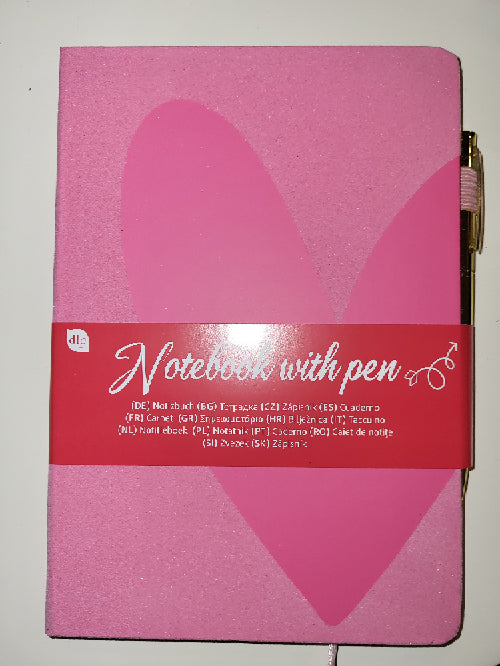 dlp
Notebook with pen
(DE) Notizbuch (BG) Тетрадка (CZ) Zápisník (ES) Cuaderno
(FR) Carnet (GR) Σημειωματάριο (HR) Bilježnica (IT) Taccuino
(NL) Notitieboek (PL) Notatnik (PT) Caderno (RO) Caiet de notițe
(SI) Zvezek (SK) Zápisník